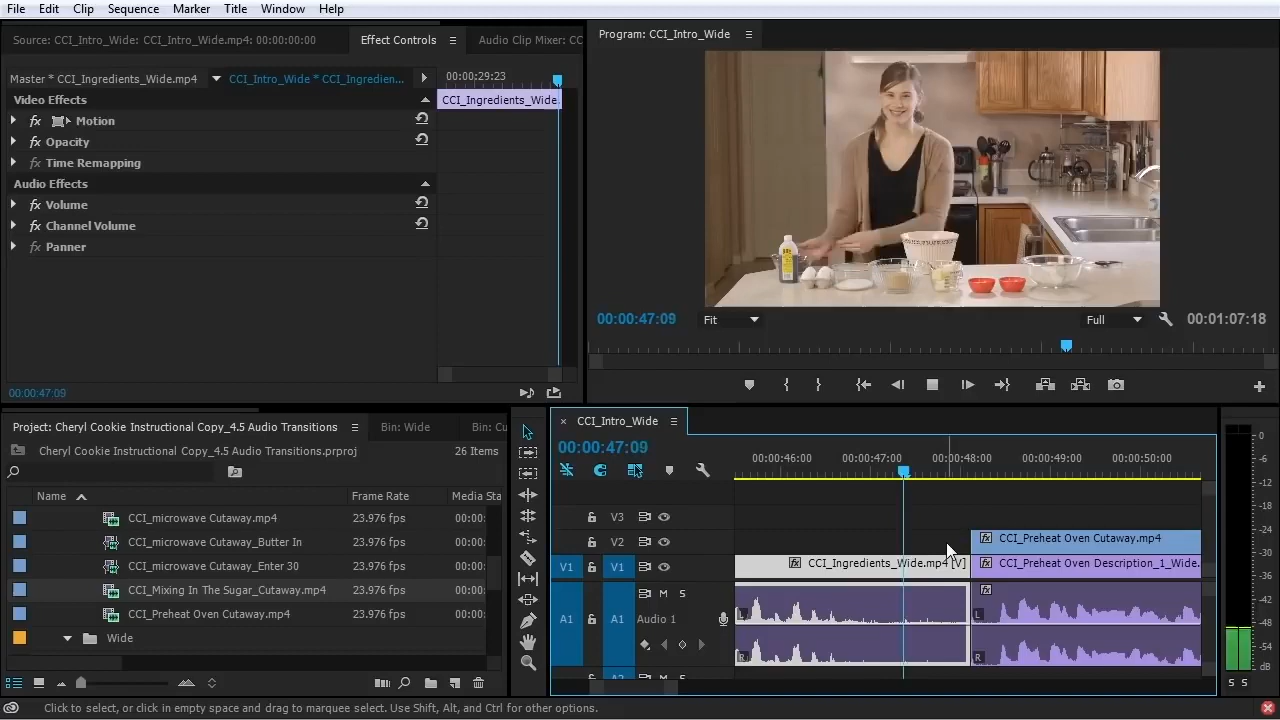 File Edit Clip Sequence Marker Title Window Help
Source: CCI_Intro_Wide: CCI_Intro_Wide.mp4: 00:00:00:00 Effect Controls Audio Clip Mixer: CC
Program: CCI_Intro_Wide
Master * CCI_Ingredients_Wide.mp4 CCI_Intro_Wide * CCI_Ingredien... 00:00;29:23
Video Effects CCI_Ingredients_Wide.
fx Motion
fx Opacity
fx Time Remapping
Audio Effects
fx Volume
fx Channel Volume
fx Panner
00:00:47:09
00:00:47:09 Fit Full 00:01:07:18
Project: Cheryl Cookie Instructional Copy_4.5 Audio Transitions Bin: Wide Bin: Cu
Cheryl Cookie Instructional Copy_4.5 Audio Transitions.prproj 26 Items
Name Frame Rate Media Sta
CCI_microwave Cutaway.mp4 23.976 fps 00:00:
CCI_microwave Cutaway_Butter In 23.976 fps 00:00:
CCI_microwave Cutaway_Enter 30 23.976 fps 00:00:
CCI_Mixing In The Sugar_Cutaway.mp4 23.976 fps 00:00:
CCI_Preheat Oven Cutaway.mp4 23.976 fps 00:00:
Wide
× CCI_Intro_Wide
00:00:47:09
00:00:46:00 00:00:47:00 00:00:48:00 00:00:49:00 00:00:50:00
V3
V2 fx CCI_Preheat Oven Cutaway.mp4
V1 V1 fx CCI_Ingredients_Wide.mp4 [V] fx CCI_Preheat Oven Description_1_Wide.
M S fx
A1 A1 Audio 1 L L
R R
0
-6
-12
-18
-24
-30
-36
-42
-48
-54
dB
S S
Click to select, or click in empty space and drag to marquee select. Use Shift, Alt, and Ctrl for other options.